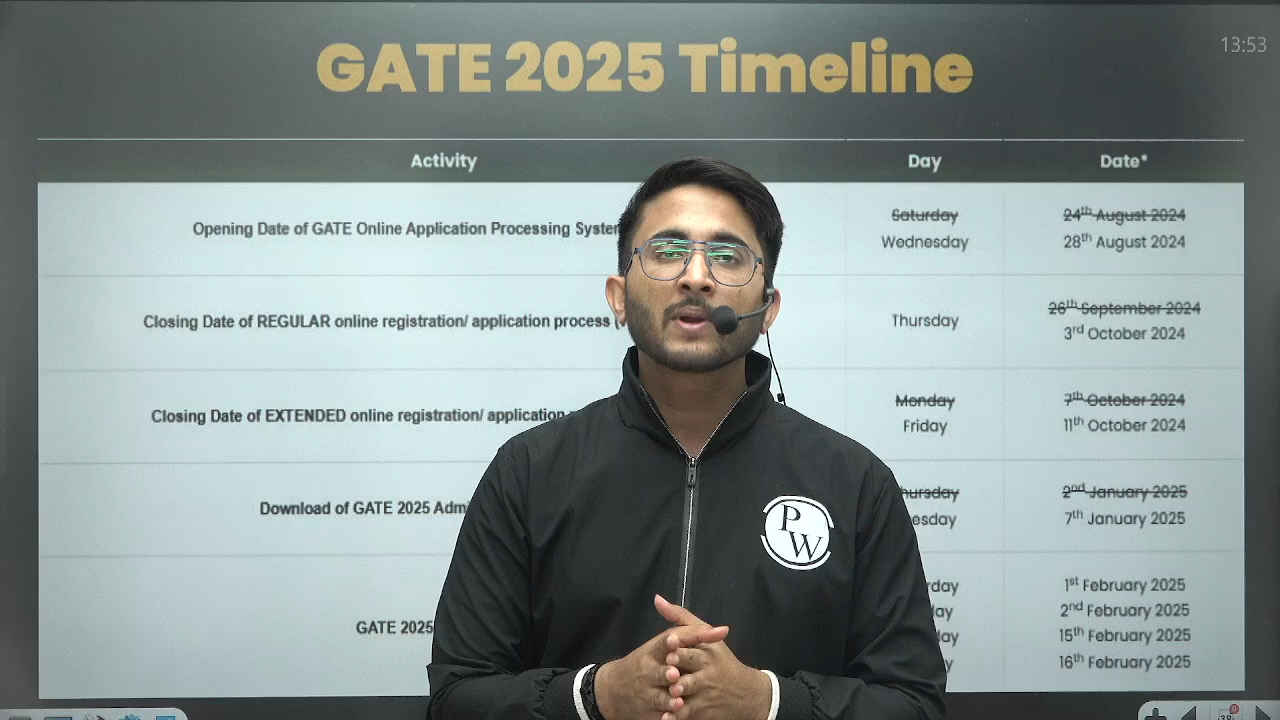 13:53
GATE 2025 Timeline
Activity Day Date*
Opening Date of GATE Online Application Processing
Saturday 24th August 2024
Wednesday 28th August 2024
Closing Date of REGULAR online registration/ application process
Thursday
26th September 2024
3rd October 2024
Closing Date of EXTENDED online registration/ application
Monday 7th October 2024
Friday 11th October 2024
Download of GATE 2025
2nd January 2025
7th January 2025
GATE 2025
1st February 2025
2nd February 2025
15th February 2025
16th February 2025
PW